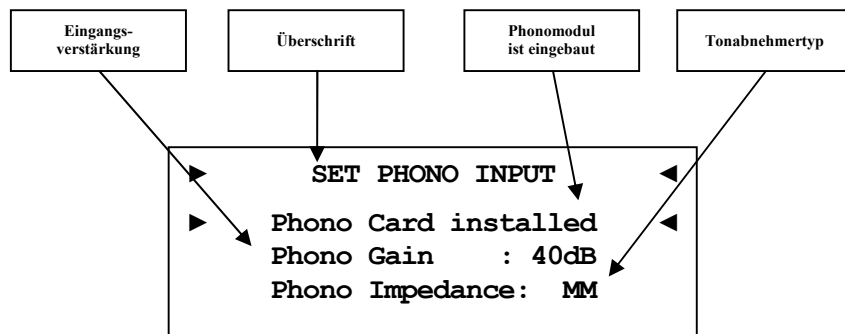 Eingangs-
verstärkung
Überschrift
Phonomodul
ist eingebaut
Tonabnehmertyp
► SET PHONO INPUT ◄
► Phono Card installed ◄
Phono Gain : 40dB
Phono Impedance: MM